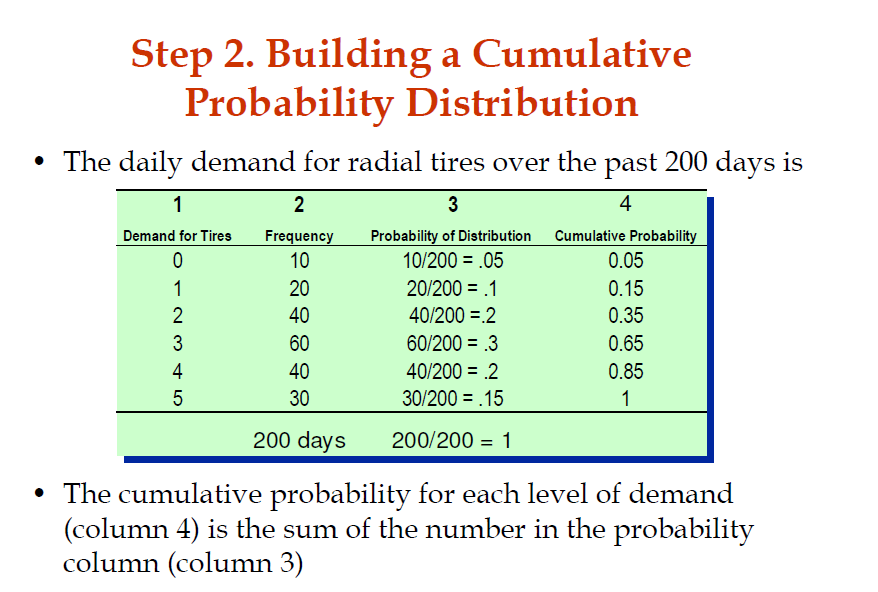 Step 2. Building a Cumulative
Probability Distribution
• The daily demand for radial tires over the past 200 days is
1 2 3 4
Demand for Tires Frequency Probability of Distribution Cumulative Probability
0 10 10/200 = .05 0.05
1 20 20/200 = .1 0.15
2 40 40/200 =.2 0.35
3 60 60/200 = .3 0.65
4 40 40/200 = .2 0.85
5 30 30/200 = .15 1
200 days 200/200 = 1
• The cumulative probability for each level of demand
(column 4) is the sum of the number in the probability
column (column 3)